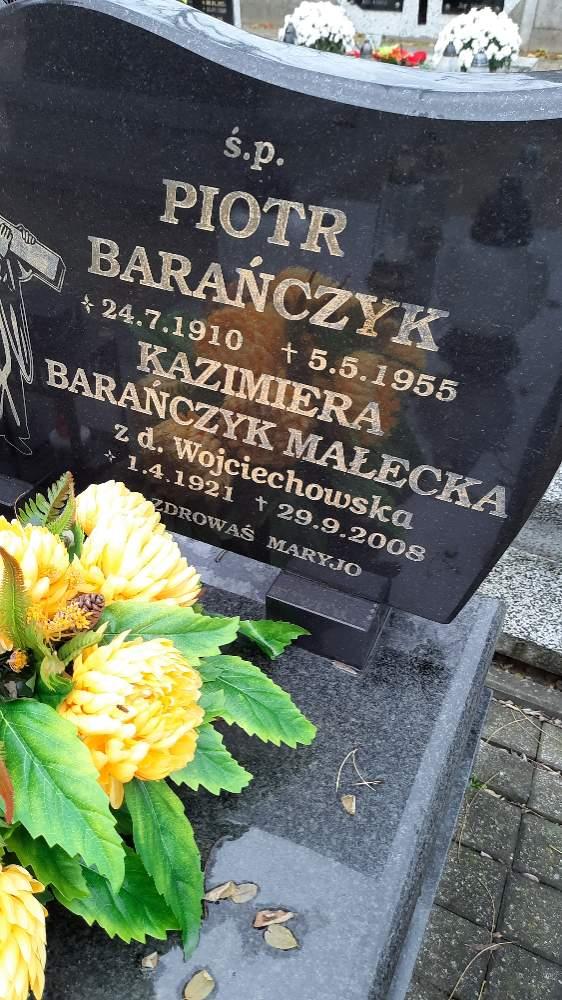 ś.p.
PIOTR
BARAŃCZYK
✢ 24.7.1910 † 5.5.1955
KAZIMIERA
BARAŃCZYK MAŁECKA
z d. Wojciechowska
✢ 1.4.1921 † 29.9.2008
ZDROWAŚ MARYJO